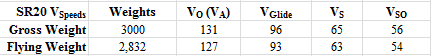 SR20 VSpeeds Weights VO (VA) VGlide VS VSO
Gross Weight 3000 131 96 65 56
Flying Weight 2,832 127 93 63 54